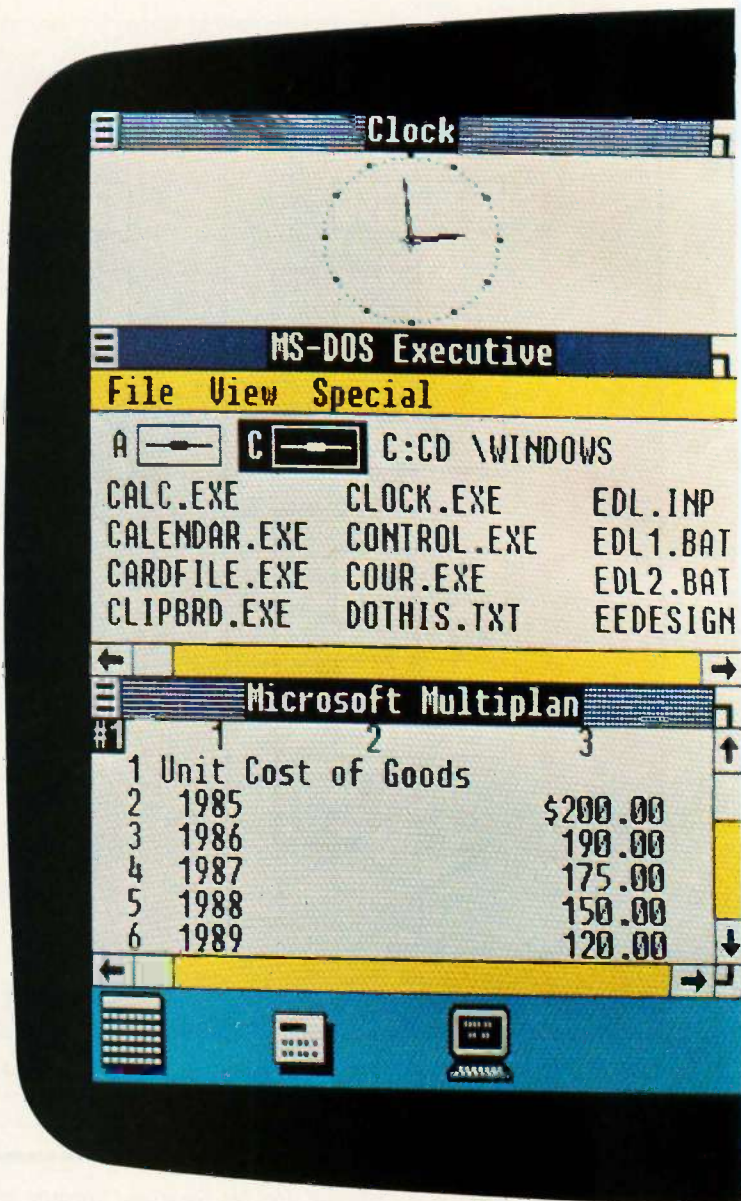 Clock
MS-DOS Executive
File View Special
A C C:CD \WINDOWS
CALC.EXE CLOCK.EXE EDL.INP
CALENDAR.EXE CONTROL.EXE EDL1.BAT
CARDFILE.EXE COUR.EXE EDL2.BAT
CLIPBRD.EXE DOTHIS.TXT EEDESIGN
Microsoft Multiplan
#1 1 2 3
1 Unit Cost of Goods
2 1985 $200.00
3 1986 190.00
4 1987 175.00
5 1988 150.00
6 1989 120.00